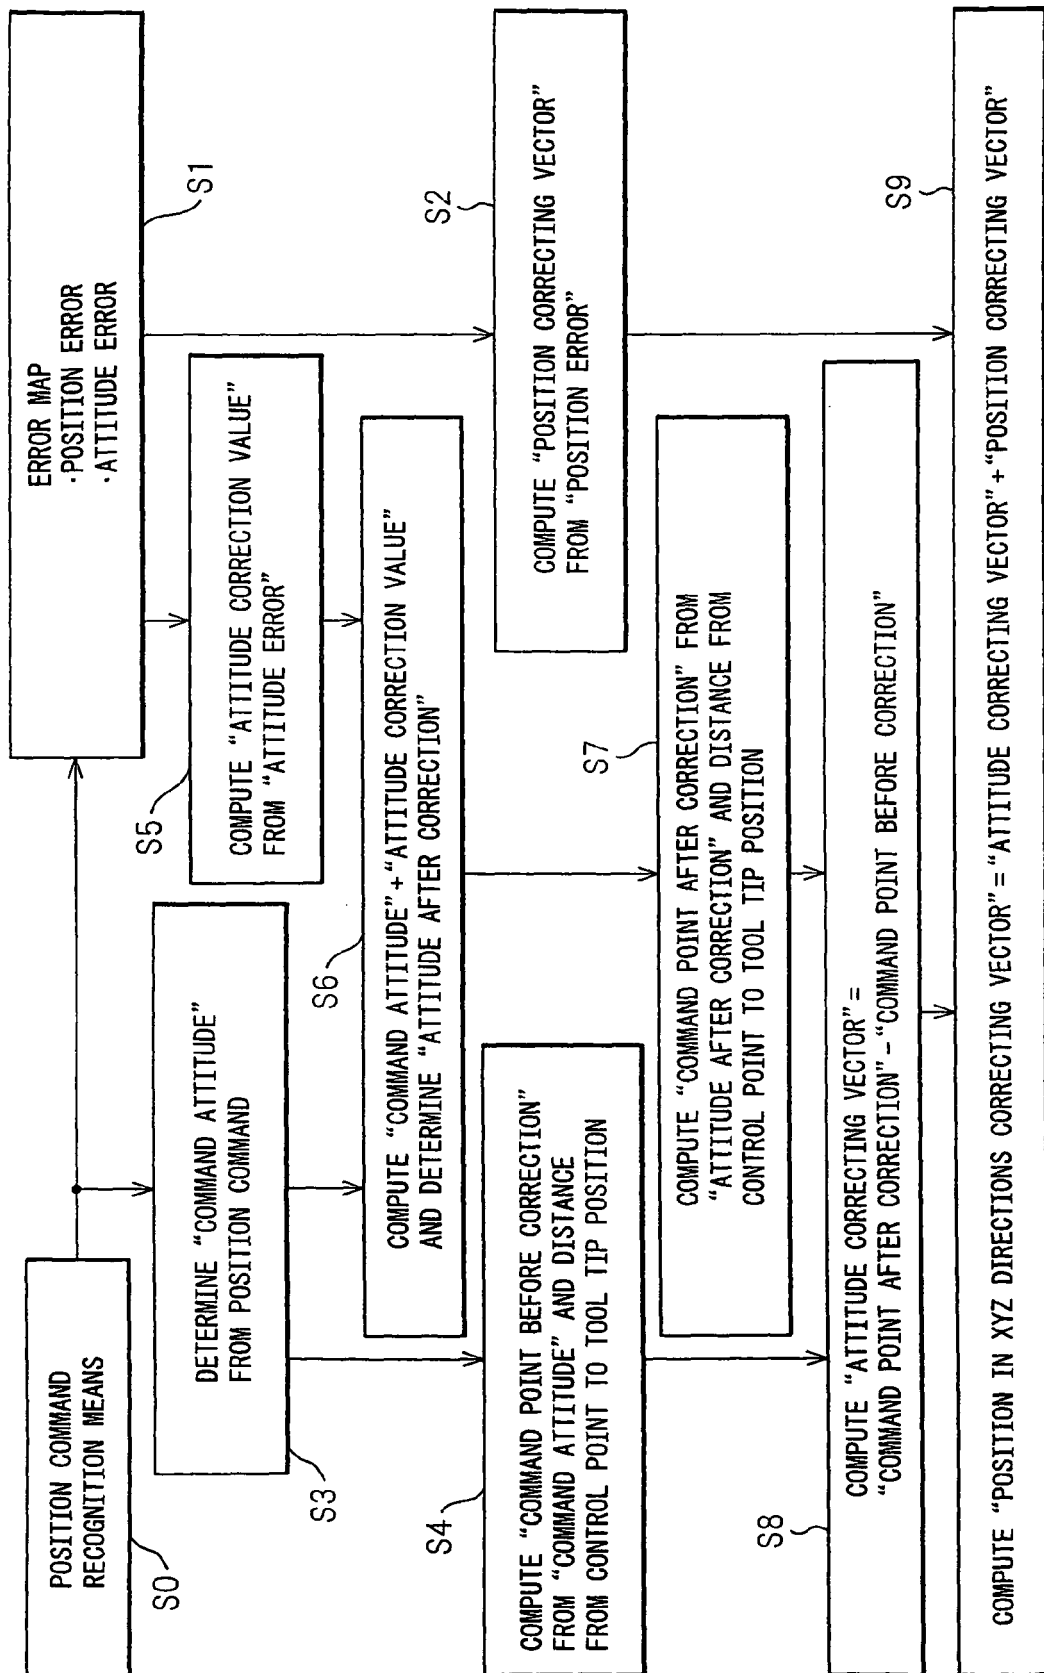 POSITION COMMAND
RECOGNITION MEANS
S0
ERROR MAP
·POSITION ERROR
·ATTITUDE ERROR
S1
DETERMINE “COMMAND ATTITUDE”
FROM POSITION COMMAND
S3
COMPUTE “ATTITUDE CORRECTION VALUE”
FROM “ATTITUDE ERROR”
S5
COMPUTE “COMMAND ATTITUDE”+“ATTITUDE CORRECTION VALUE”
AND DETERMINE “ATTITUDE AFTER CORRECTION”
S6
COMPUTE “COMMAND POINT BEFORE CORRECTION”
FROM “COMMAND ATTITUDE” AND DISTANCE
FROM CONTROL POINT TO TOOL TIP POSITION
S4
COMPUTE “POSITION CORRECTING VECTOR”
FROM “POSITION ERROR”
S2
COMPUTE “COMMAND POINT AFTER CORRECTION” FROM
“ATTITUDE AFTER CORRECTION” AND DISTANCE FROM
CONTROL POINT TO TOOL TIP POSITION
S7
COMPUTE “ATTITUDE CORRECTING VECTOR”=
“COMMAND POINT AFTER CORRECTION”-“COMMAND POINT BEFORE CORRECTION”
S8
COMPUTE “POSITION IN XYZ DIRECTIONS CORRECTING VECTOR”=“ATTITUDE CORRECTING VECTOR”+“POSITION CORRECTING VECTOR”
S9